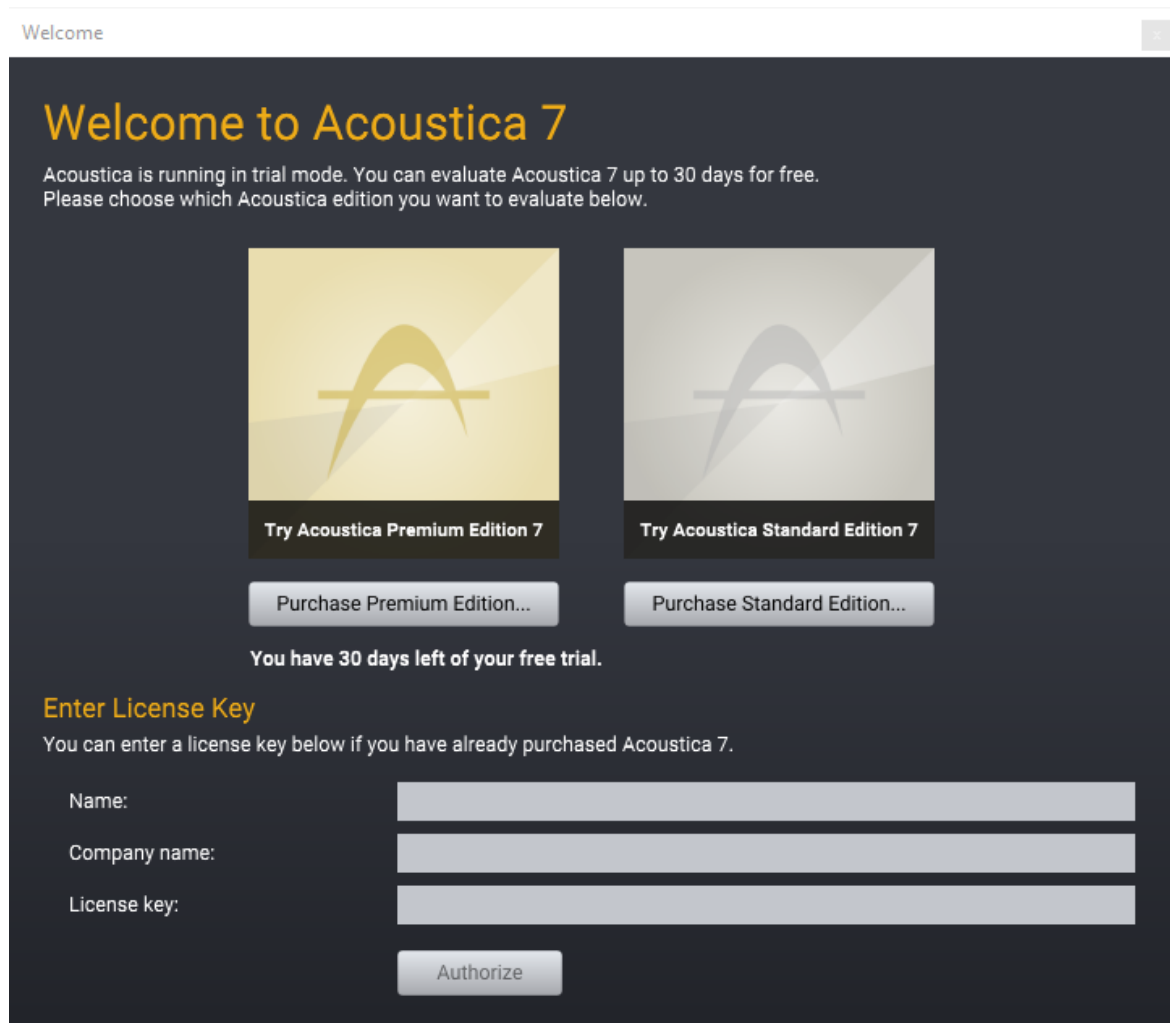 Welcome
x
Welcome to Acoustica 7
Acoustica is running in trial mode. You can evaluate Acoustica 7 up to 30 days for free.
Please choose which Acoustica edition you want to evaluate below.
Try Acoustica Premium Edition 7
Try Acoustica Standard Edition 7
Purchase Premium Edition...
Purchase Standard Edition...
You have 30 days left of your free trial.
Enter License Key
You can enter a license key below if you have already purchased Acoustica 7.
Name:
Company name:
License key:
Authorize